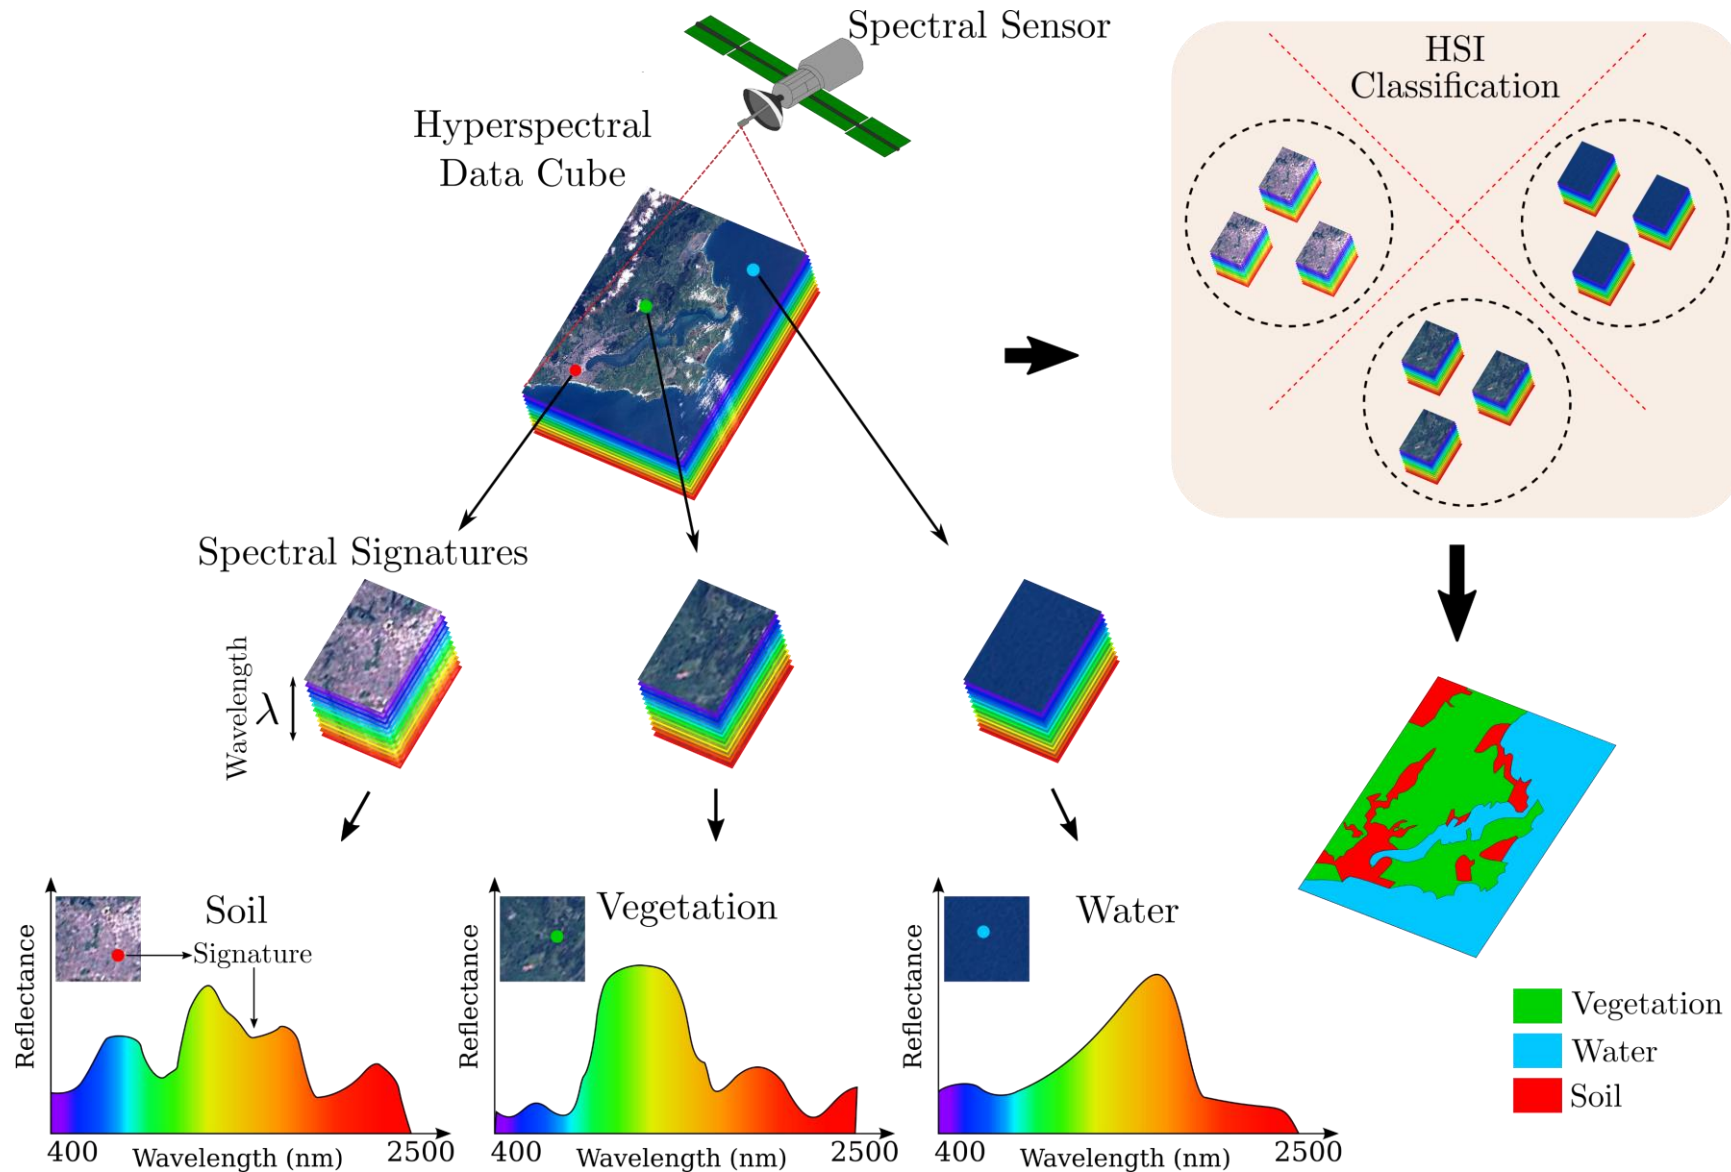 Spectral Sensor
Hyperspectral
Data Cube
HSI
Classification
Spectral Signatures
Wavelength
λ
Soil
Signature
Reflectance
400
Wavelength (nm)
2500
Vegetation
Reflectance
400
Wavelength (nm)
2500
Water
Reflectance
400
Wavelength (nm)
2500
Vegetation
Water
Soil